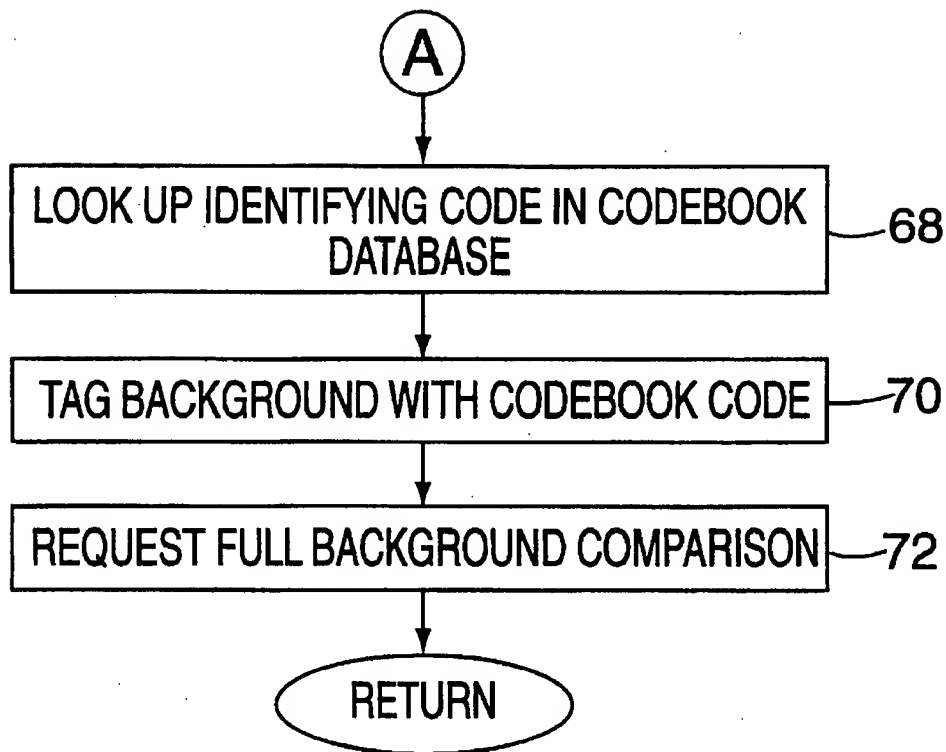 A
LOOK UP IDENTIFYING CODE IN CODEBOOK
DATABASE
68
TAG BACKGROUND WITH CODEBOOK CODE
70
REQUEST FULL BACKGROUND COMPARISON
72
RETURN